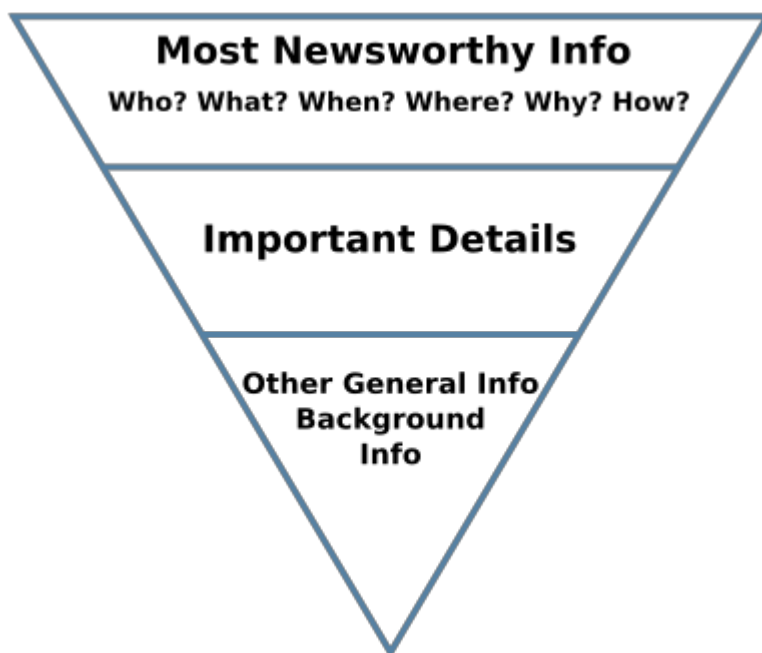 Most Newsworthy Info
Who? What? When? Where? Why? How?
Important Details
Other General Info
Background
Info